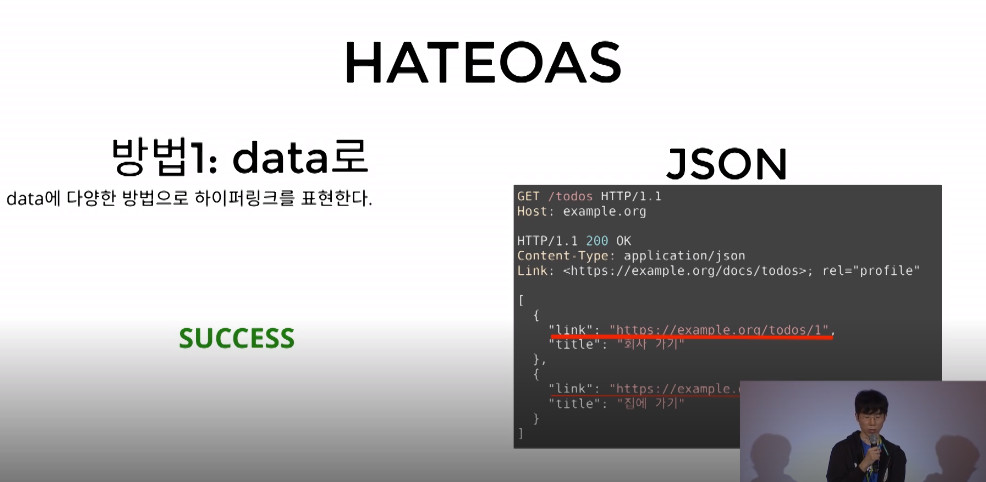 HATEOAS
방법1: data로
data에 다양한 방법으로 하이퍼링크를 표현한다.
SUCCESS
JSON
GET /todos HTTP/1.1
Host: example.org
HTTP/1.1 200 OK
Content-Type: application/json
Link: <https://example.org/docs/todos>; rel="profile"
[
{
"link": "https://example.org/todos/1",
"title": "회사 가기"
},
{
"link": "https://example.
"title": "집에 가기"
}
]